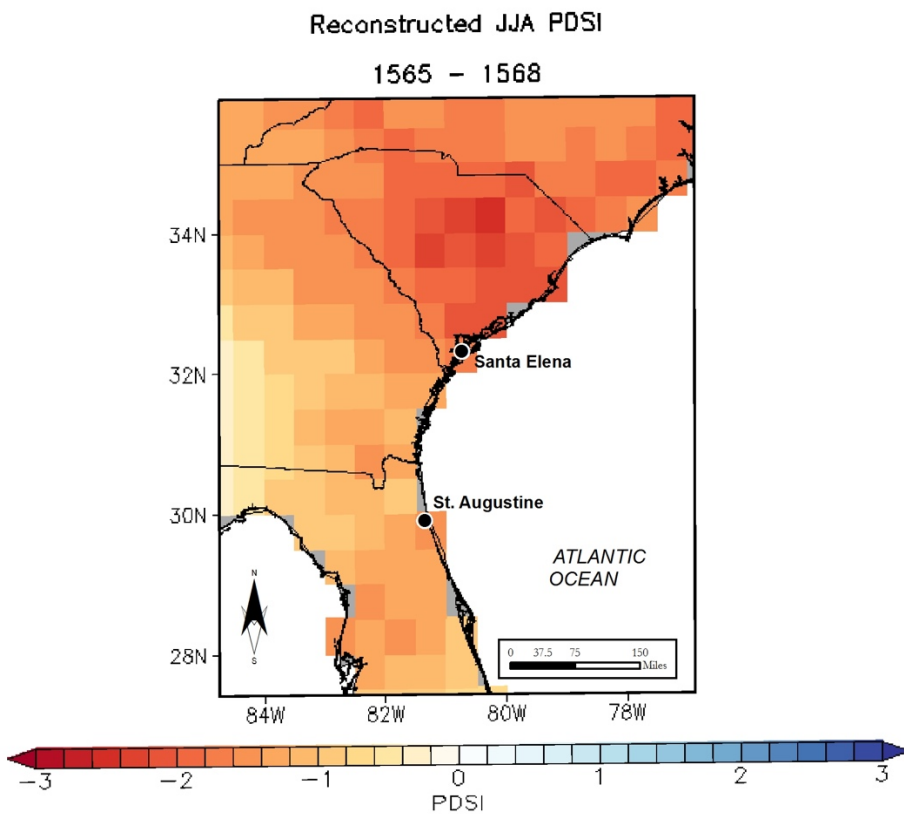 Reconstructed JJA PDSI
1565 - 1568
34N
32N
30N
28N
Santa Elena
St. Augustine
ATLANTIC
OCEAN
N
S
0 37.5 75 150
Miles
84W 82W 80W 78W
-3 -2 -1 0 1 2 3
PDSI